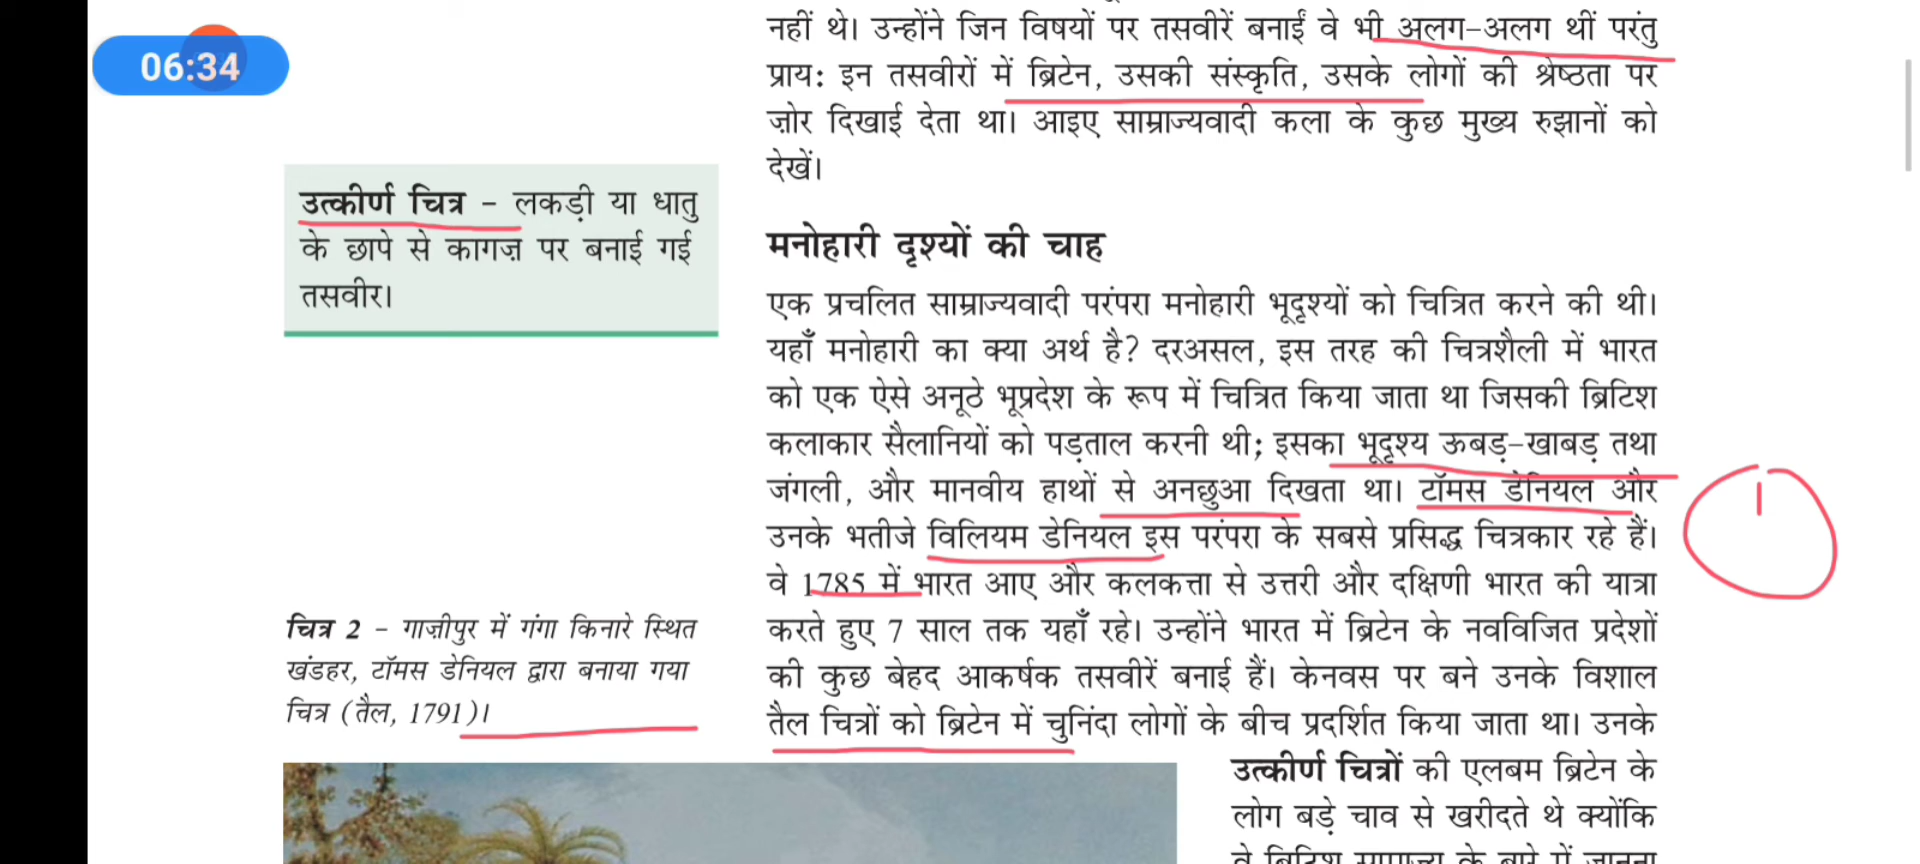 06:34
नहीं थे। उन्होंने जिन विषयों पर तसवीरें बनाईं वे भी अलग-अलग थीं परंतु
प्राय: इन तसवीरों में ब्रिटेन, उसकी संस्कृति, उसके लोगों की श्रेष्ठता पर
ज़ोर दिखाई देता था। आइए साम्राज्यवादी कला के कुछ मुख्य रुझानों को
देखें।
उत्कीर्ण चित्र – लकड़ी या धातु
के छापे से कागज़ पर बनाई गई
तसवीर।
मनोहारी दृश्यों की चाह
एक प्रचलित साम्राज्यवादी परंपरा मनोहारी भूदृश्यों को चित्रित करने की थी।
यहाँ मनोहारी का क्या अर्थ है? दरअसल, इस तरह की चित्रशैली में भारत
को एक ऐसे अनूठे भूप्रदेश के रूप में चित्रित किया जाता था जिसकी ब्रिटिश
कलाकार सैलानियों को पड़ताल करनी थी; इसका भूदृश्य ऊबड़-खाबड़ तथा
जंगली, और मानवीय हाथों से अनछुआ दिखता था। टॉमस डेनियल और
उनके भतीजे विलियम डेनियल इस परंपरा के सबसे प्रसिद्ध चित्रकार रहे हैं।
वे 1785 में भारत आए और कलकत्ता से उत्तरी और दक्षिणी भारत की यात्रा
करते हुए 7 साल तक यहाँ रहे। उन्होंने भारत में ब्रिटेन के नवविजित प्रदेशों
की कुछ बेहद आकर्षक तसवीरें बनाई हैं। केनवस पर बने उनके विशाल
तैल चित्रों को ब्रिटेन में चुनिंदा लोगों के बीच प्रदर्शित किया जाता था। उनके
उत्कीर्ण चित्रों की एलबम ब्रिटेन के
लोग बड़े चाव से खरीदते थे क्योंकि
वे ब्रिटिश साम्राज्य के बारे में जानना
चित्र 2 – गाज़ीपुर में गंगा किनारे स्थित
खंडहर, टॉमस डेनियल द्वारा बनाया गया
चित्र (तैल, 1791)।